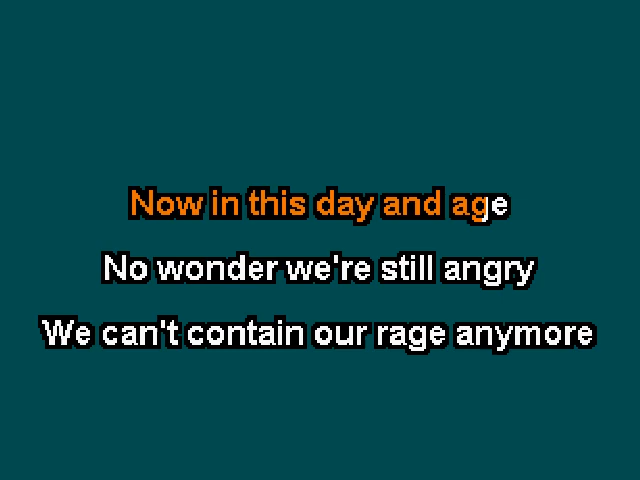 Now in this day and age
No wonder we're still angry
We can't contain our rage anymore